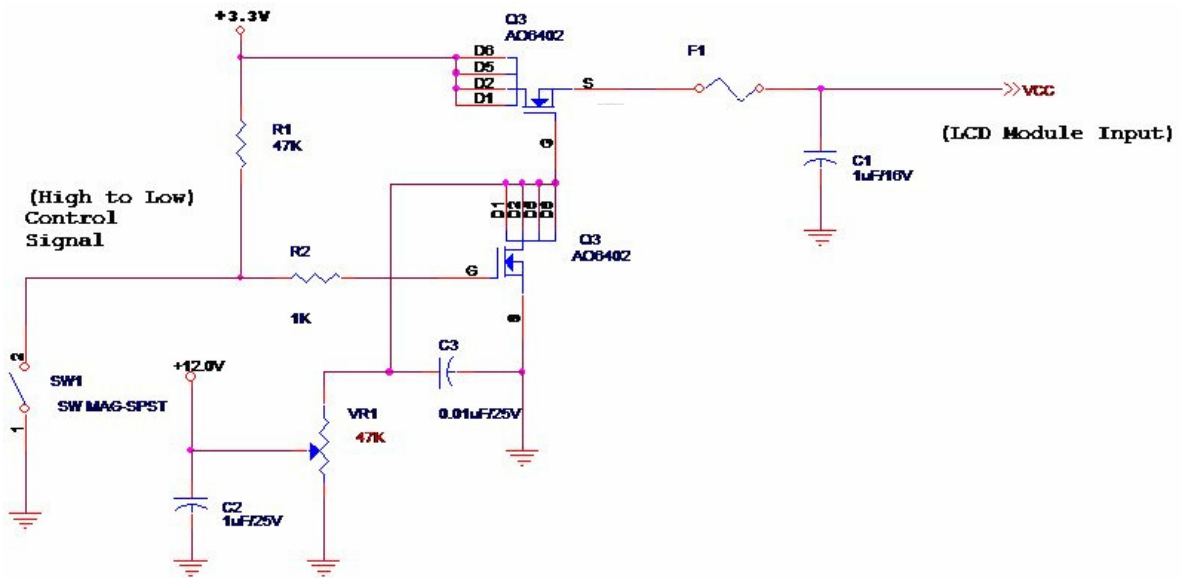 +3.3V
Q3
AO6402
F1
D6
D5
D2
D1
S
VCC
(LCD Module Input)
R1
47K
G
C1
1uF/16V
(High to Low)
Control
Signal
D1
D2
Q3
AO6402
R2
G
1K
C3
+12.0V
2
SW1
SW MAG-SPST
1
VR1
47K
0.01uF/25V
C2
1uF/25V